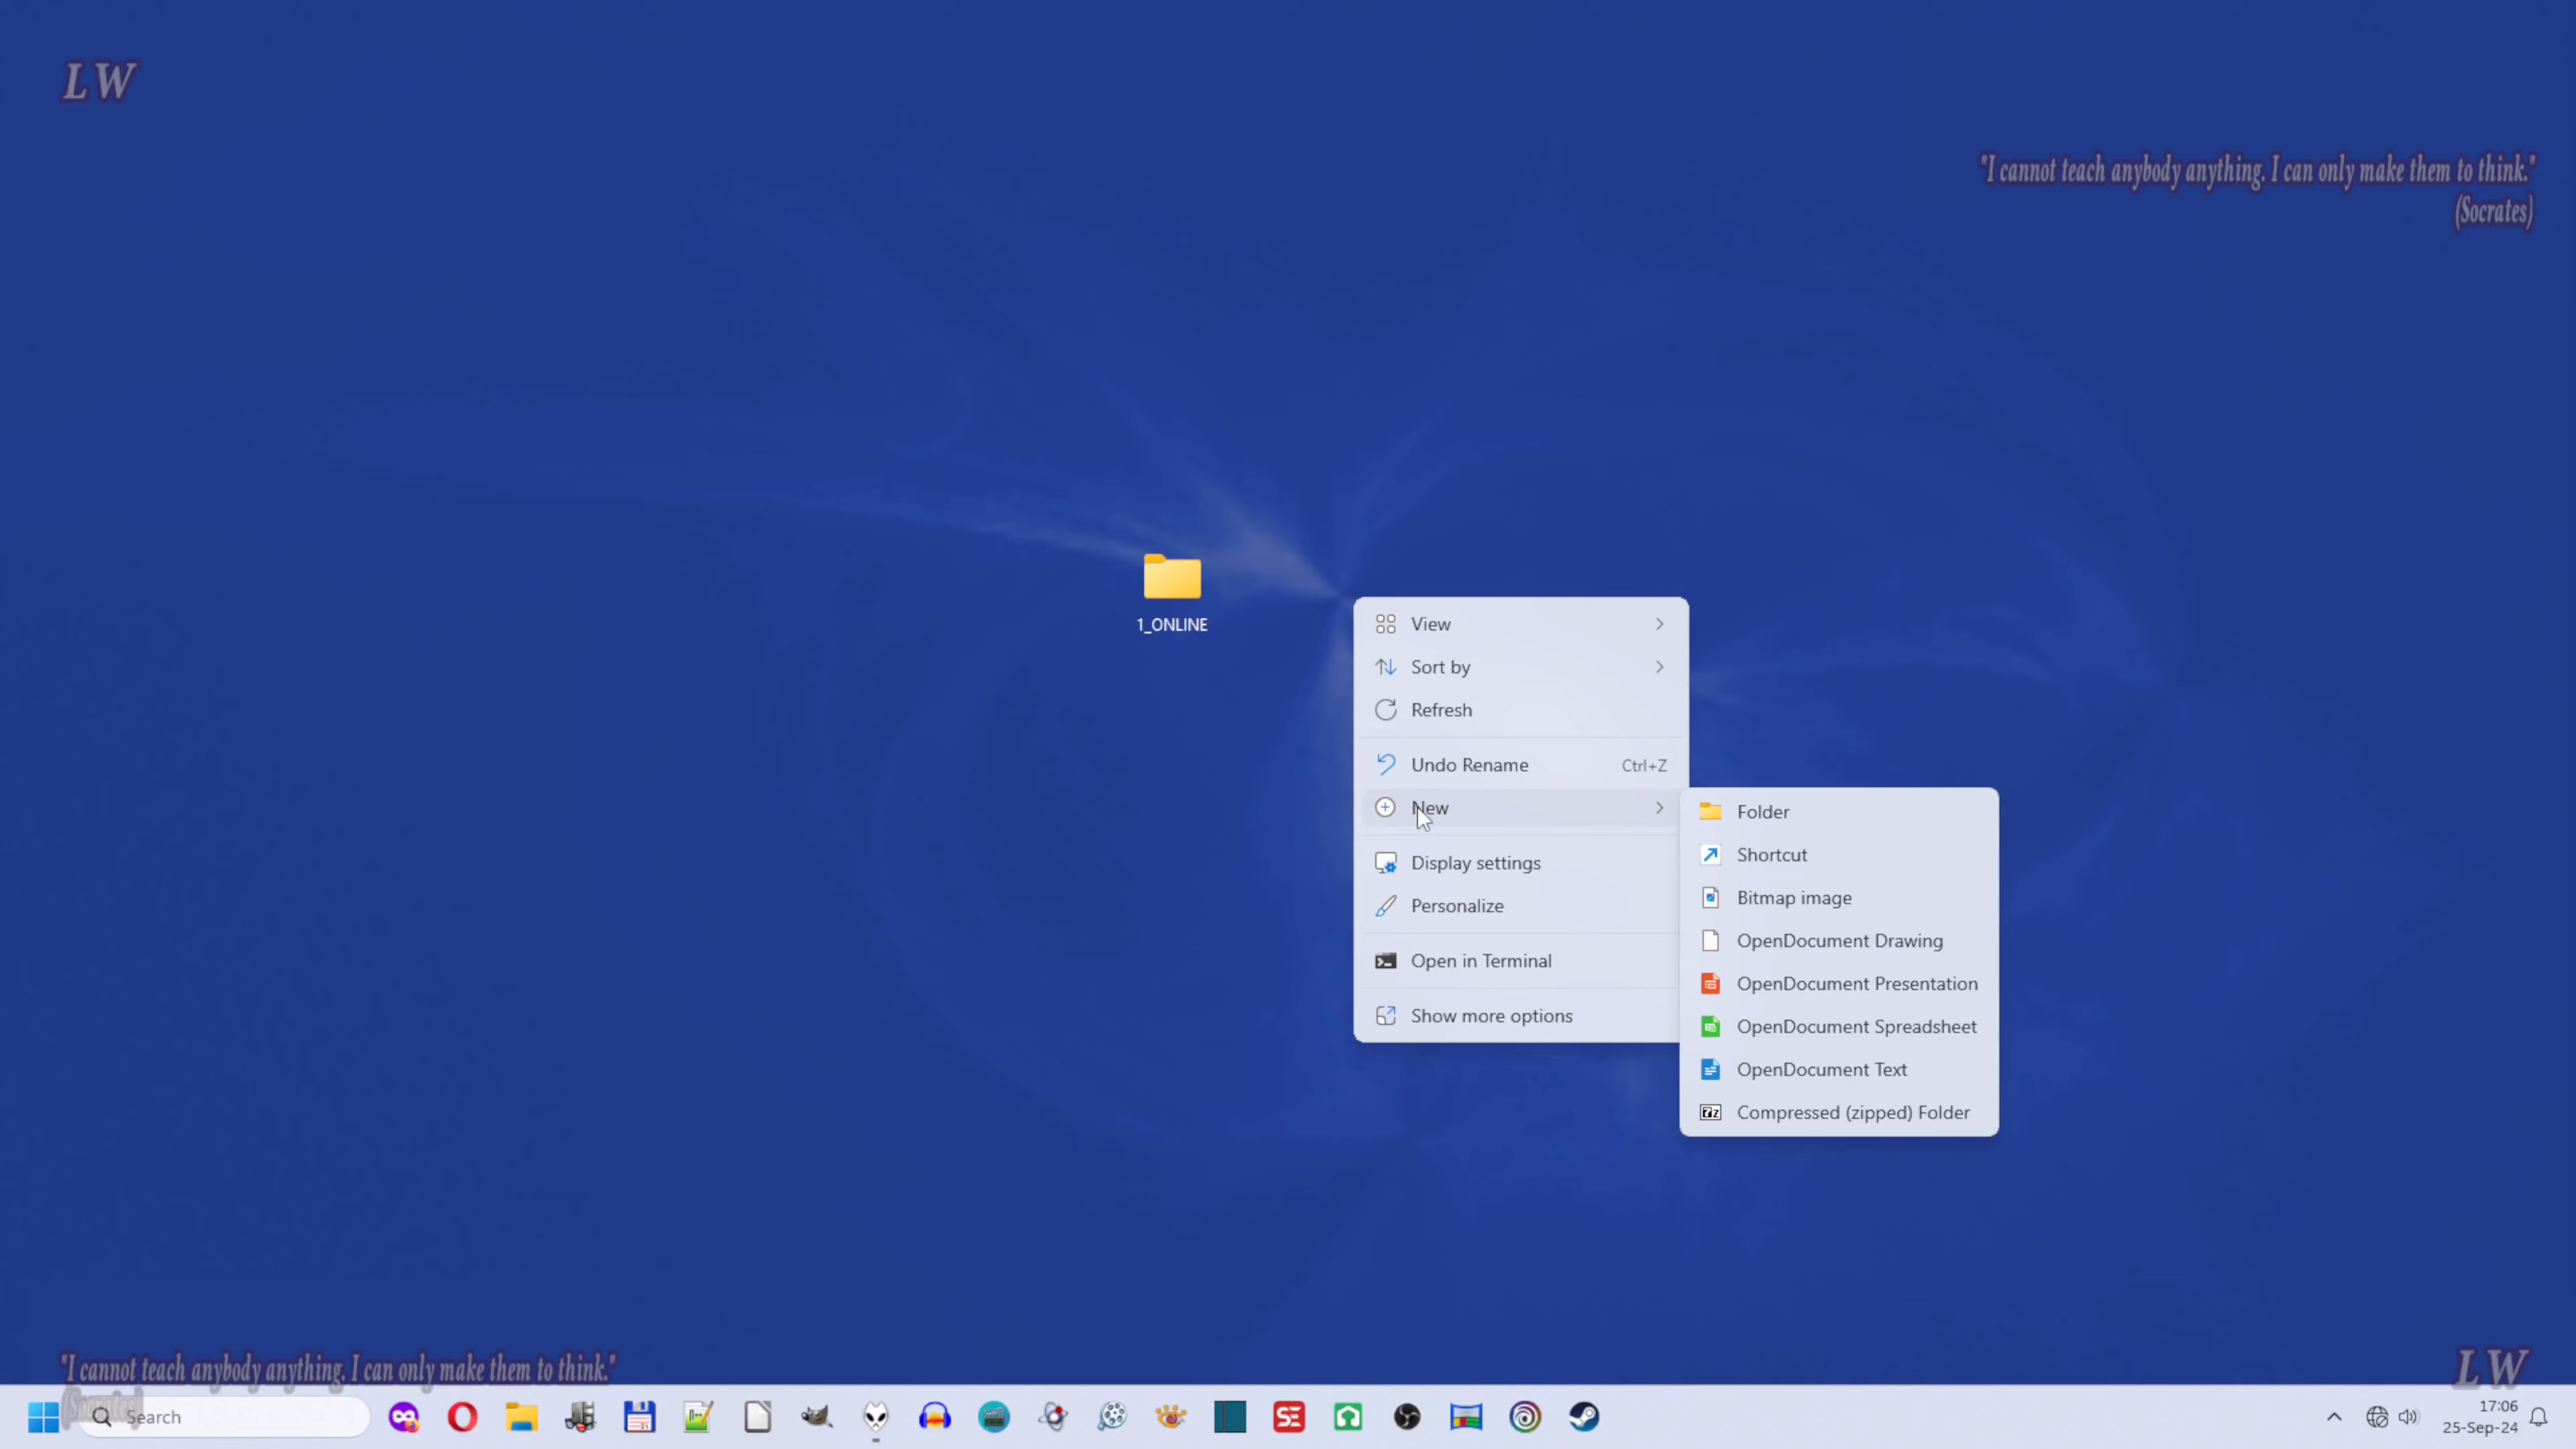 LW
"I cannot teach anybody anything. I can only make them to think."
(Socrates)
1_ONLINE
View
Sort by
Refresh
Undo Rename Ctrl+Z
New
Display settings
Personalize
Open in Terminal
Show more options
Folder
Shortcut
Bitmap image
OpenDocument Drawing
OpenDocument Presentation
OpenDocument Spreadsheet
OpenDocument Text
Compressed (zipped) Folder
"I cannot teach anybody anything. I can only make them to think."
(Socrates)
LW
Search
SE
17:06
25-Sep-24